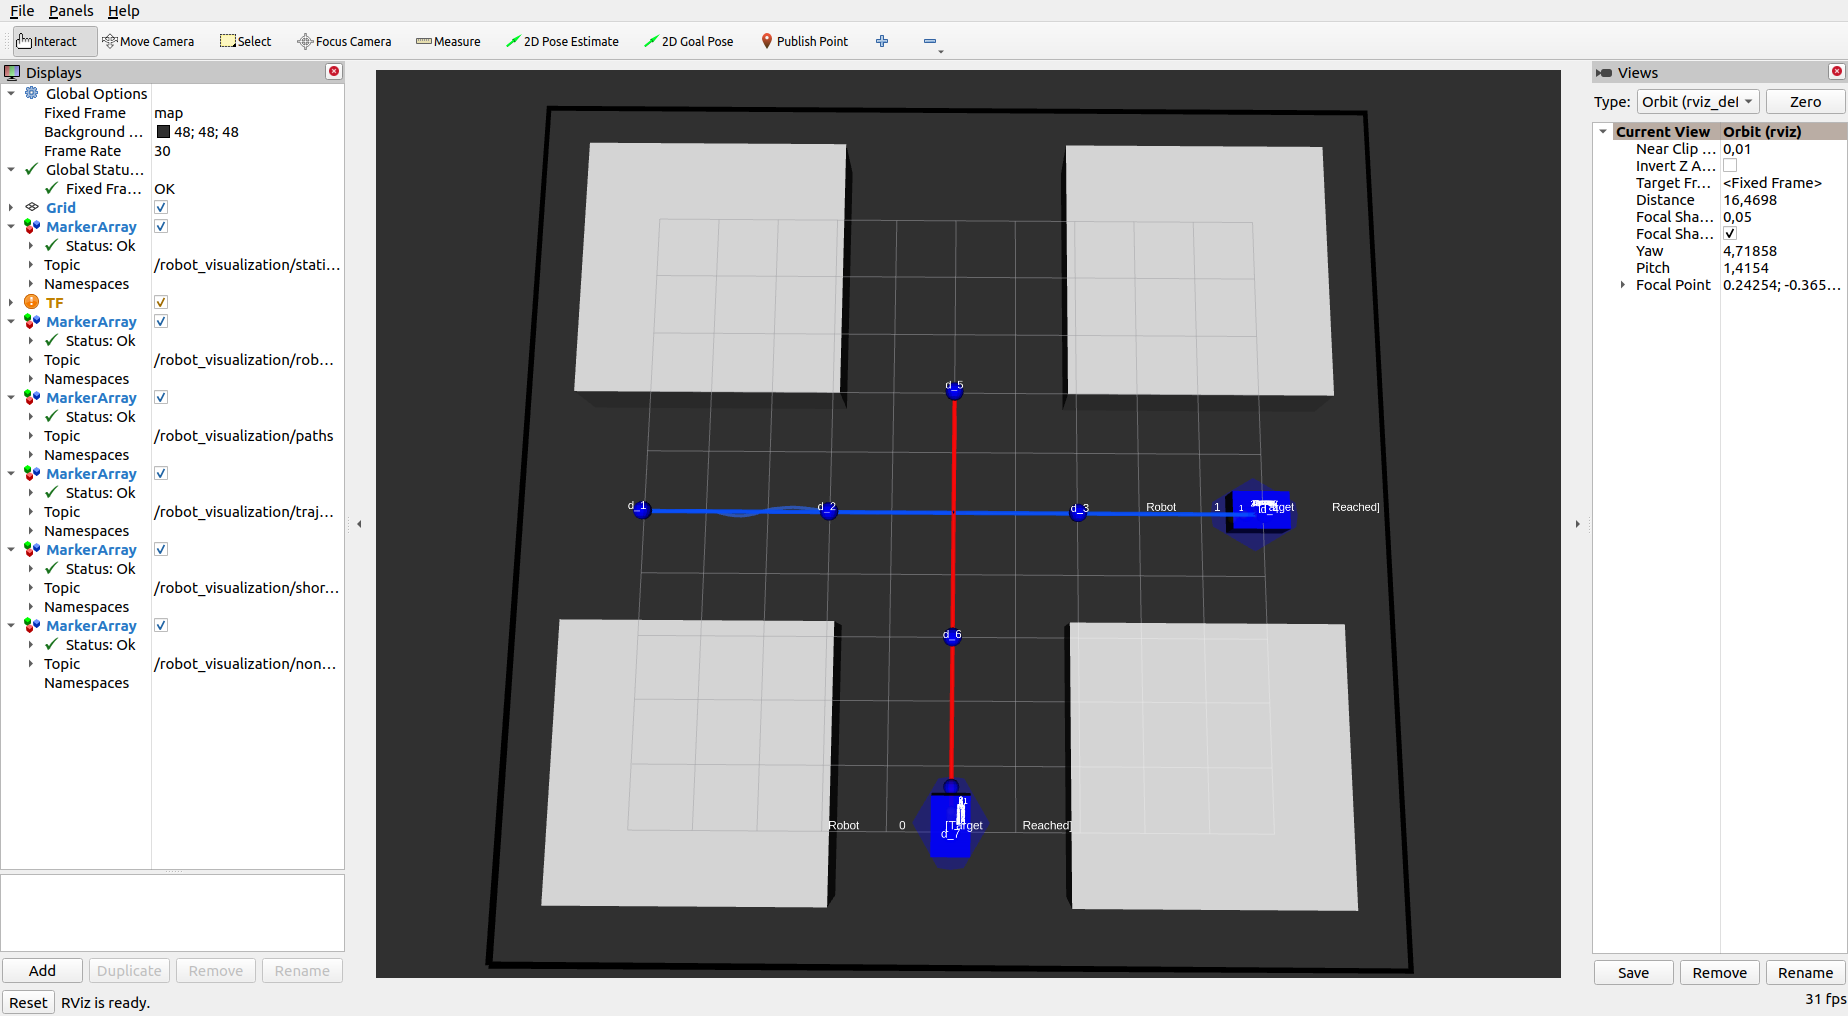 File Panels Help
Interact Move Camera Select Focus Camera Measure 2D Pose Estimate 2D Goal Pose Publish Point
Displays
Global Options
Fixed Frame map
Background ... 48; 48; 48
Frame Rate 30
Global Statu...
Fixed Fra... OK
Grid
MarkerArray
Status: Ok
Topic /robot_visualization/stati...
Namespaces
TF
MarkerArray
Status: Ok
Topic /robot_visualization/rob...
Namespaces
MarkerArray
Status: Ok
Topic /robot_visualization/paths
Namespaces
MarkerArray
Status: Ok
Topic /robot_visualization/traj...
Namespaces
MarkerArray
Status: Ok
Topic /robot_visualization/shor...
Namespaces
MarkerArray
Status: Ok
Topic /robot_visualization/non...
Namespaces
Add Duplicate Remove Rename
Reset RViz is ready.
d_5
d_1 d_2 d_3 Robot 1 Reached]
d_6
Robot 0 [Target Reached]
d_7
Views
Type: Orbit (rviz_def Zero
Current View Orbit (rviz)
Near Clip ... 0,01
Invert Z A...
Target Fr... <Fixed Frame>
Distance 16,4698
Focal Sha... 0,05
Focal Sha...
Yaw 4,71858
Pitch 1,4154
Focal Point 0.24254; -0.365...
Save Remove Rename
31 fps